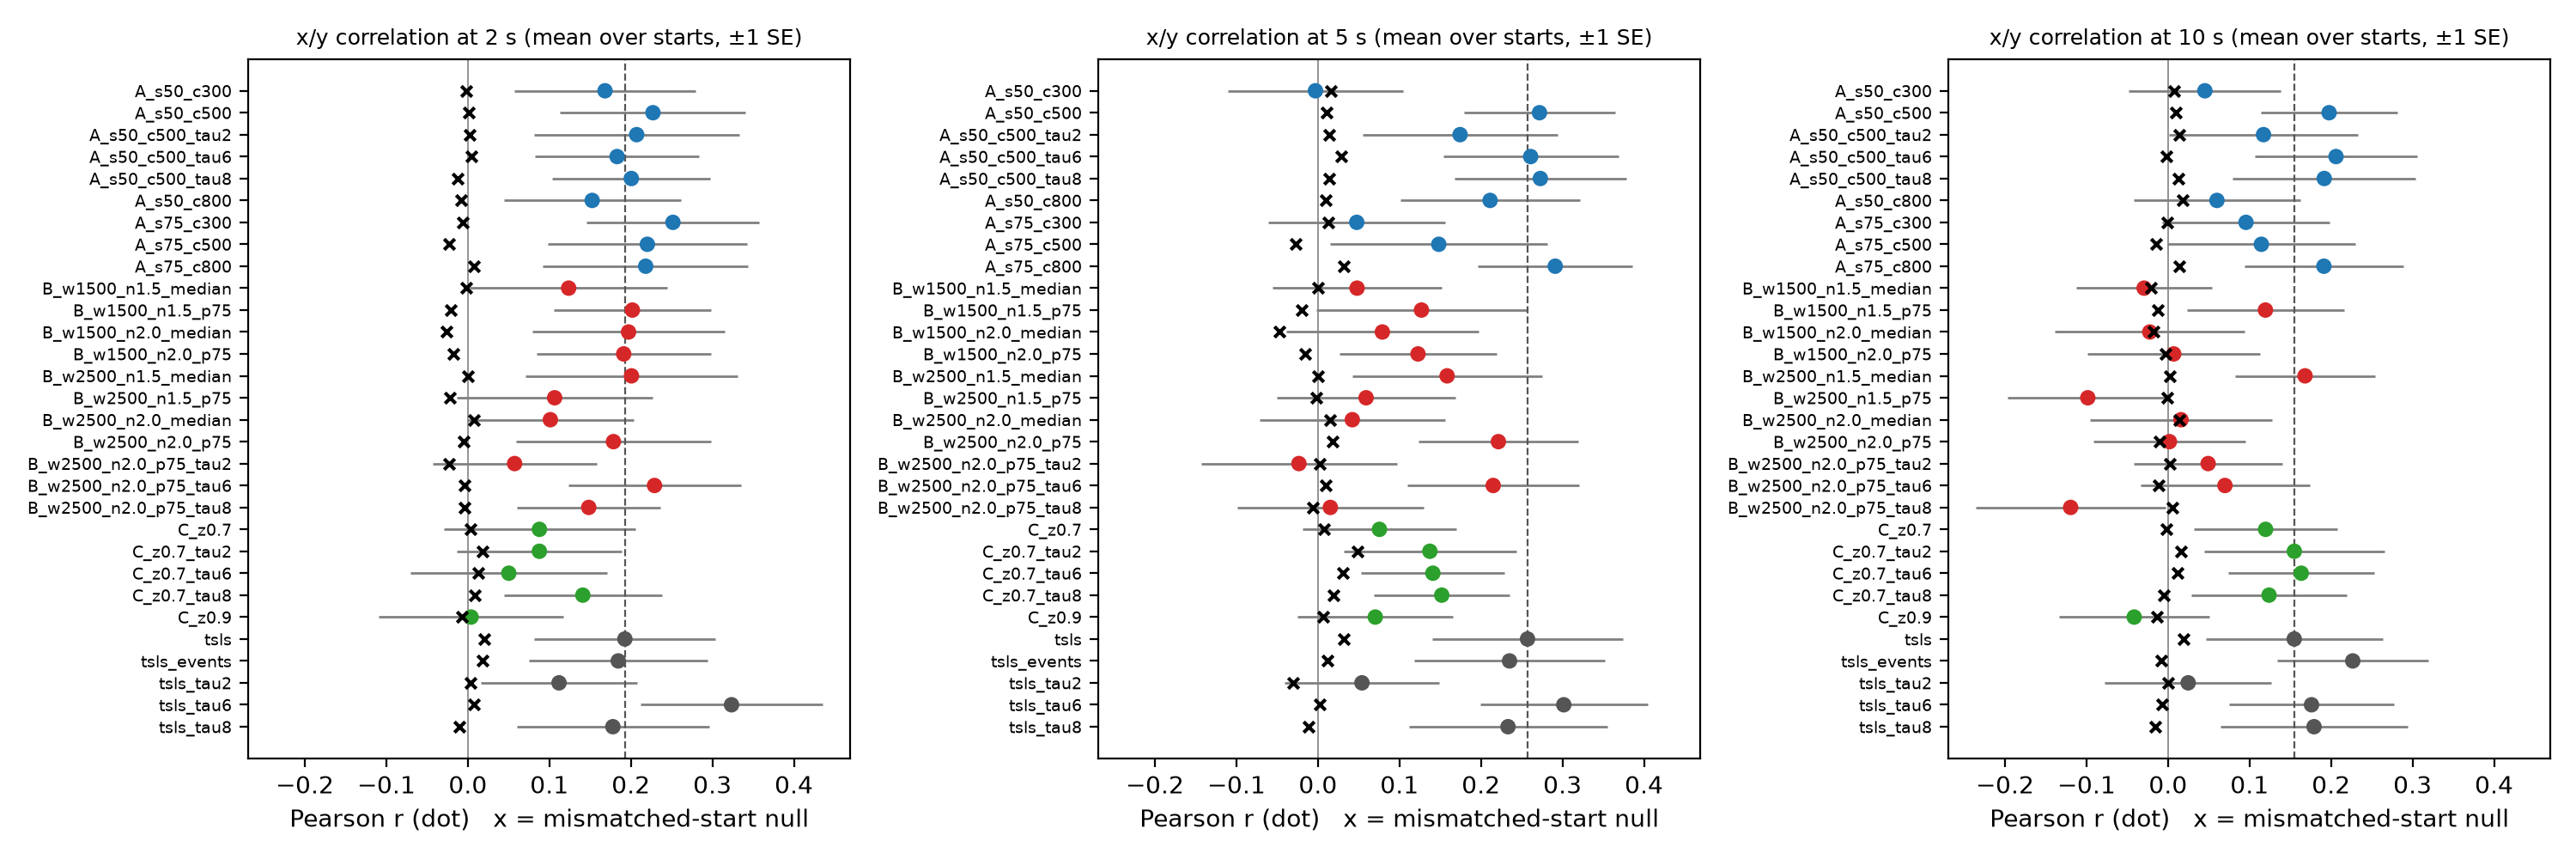 x/y correlation at 2 s (mean over starts, ±1 SE)
A_s50_c300
A_s50_c500
A_s50_c500_tau2
A_s50_c500_tau6
A_s50_c500_tau8
A_s50_c800
A_s75_c300
A_s75_c500
A_s75_c800
B_w1500_n1.5_median
B_w1500_n1.5_p75
B_w1500_n2.0_median
B_w1500_n2.0_p75
B_w2500_n1.5_median
B_w2500_n1.5_p75
B_w2500_n2.0_median
B_w2500_n2.0_p75
B_w2500_n2.0_p75_tau2
B_w2500_n2.0_p75_tau6
B_w2500_n2.0_p75_tau8
C_z0.7
C_z0.7_tau2
C_z0.7_tau6
C_z0.7_tau8
C_z0.9
tsls
tsls_events
tsls_tau2
tsls_tau6
tsls_tau8
−0.2 −0.1 0.0 0.1 0.2 0.3 0.4
Pearson r (dot) x = mismatched-start null
x/y correlation at 5 s (mean over starts, ±1 SE)
A_s50_c300
A_s50_c500
A_s50_c500_tau2
A_s50_c500_tau6
A_s50_c500_tau8
A_s50_c800
A_s75_c300
A_s75_c500
A_s75_c800
B_w1500_n1.5_median
B_w1500_n1.5_p75
B_w1500_n2.0_median
B_w1500_n2.0_p75
B_w2500_n1.5_median
B_w2500_n1.5_p75
B_w2500_n2.0_median
B_w2500_n2.0_p75
B_w2500_n2.0_p75_tau2
B_w2500_n2.0_p75_tau6
B_w2500_n2.0_p75_tau8
C_z0.7
C_z0.7_tau2
C_z0.7_tau6
C_z0.7_tau8
C_z0.9
tsls
tsls_events
tsls_tau2
tsls_tau6
tsls_tau8
−0.2 −0.1 0.0 0.1 0.2 0.3 0.4
Pearson r (dot) x = mismatched-start null
x/y correlation at 10 s (mean over starts, ±1 SE)
A_s50_c300
A_s50_c500
A_s50_c500_tau2
A_s50_c500_tau6
A_s50_c500_tau8
A_s50_c800
A_s75_c300
A_s75_c500
A_s75_c800
B_w1500_n1.5_median
B_w1500_n1.5_p75
B_w1500_n2.0_median
B_w1500_n2.0_p75
B_w2500_n1.5_median
B_w2500_n1.5_p75
B_w2500_n2.0_median
B_w2500_n2.0_p75
B_w2500_n2.0_p75_tau2
B_w2500_n2.0_p75_tau6
B_w2500_n2.0_p75_tau8
C_z0.7
C_z0.7_tau2
C_z0.7_tau6
C_z0.7_tau8
C_z0.9
tsls
tsls_events
tsls_tau2
tsls_tau6
tsls_tau8
−0.2 −0.1 0.0 0.1 0.2 0.3 0.4
Pearson r (dot) x = mismatched-start null